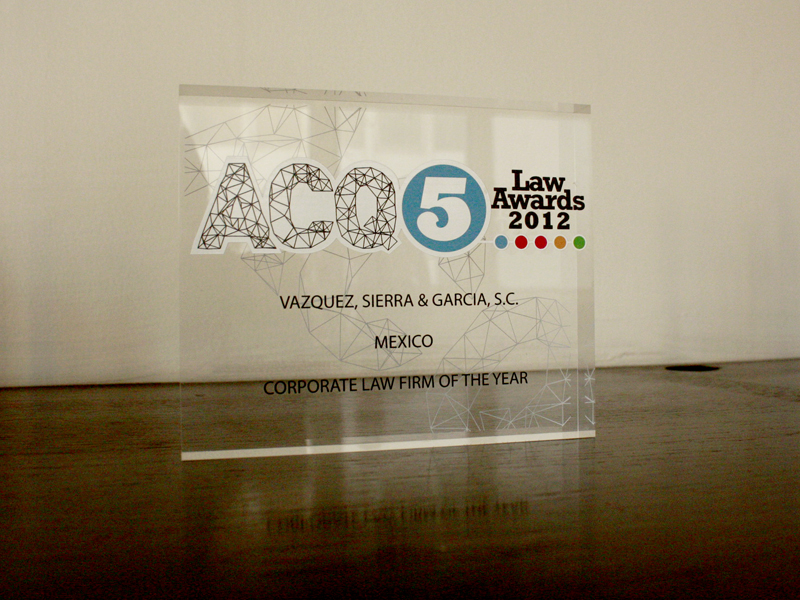 ACQ5 Law Awards 2012
VAZQUEZ, SIERRA & GARCIA, S.C.
MEXICO
CORPORATE LAW FIRM OF THE YEAR